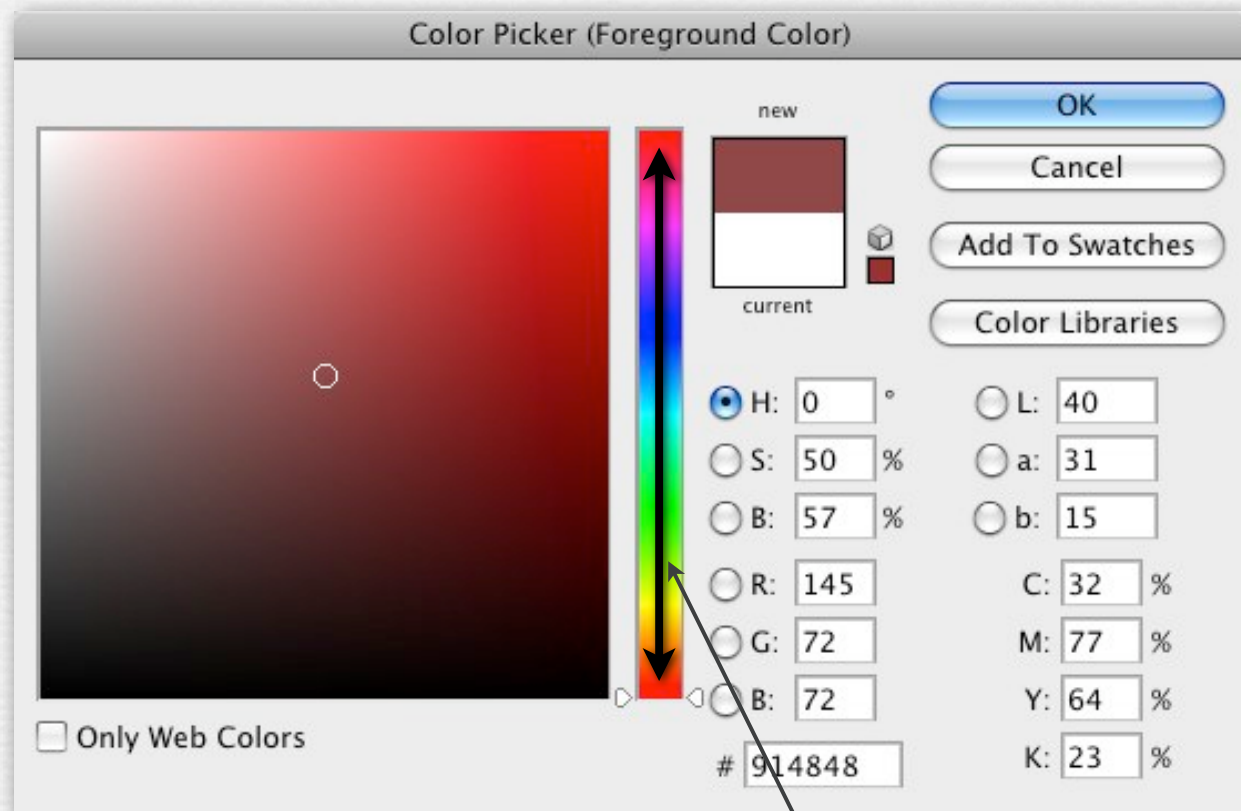 Color Picker (Foreground Color)
new
current
OK
Cancel
Add To Swatches
Color Libraries
H: 0 °
S: 50 %
B: 57 %
R: 145
G: 72
B: 72
# 914848
L: 40
a: 31
b: 15
C: 32 %
M: 77 %
Y: 64 %
K: 23 %
Only Web Colors